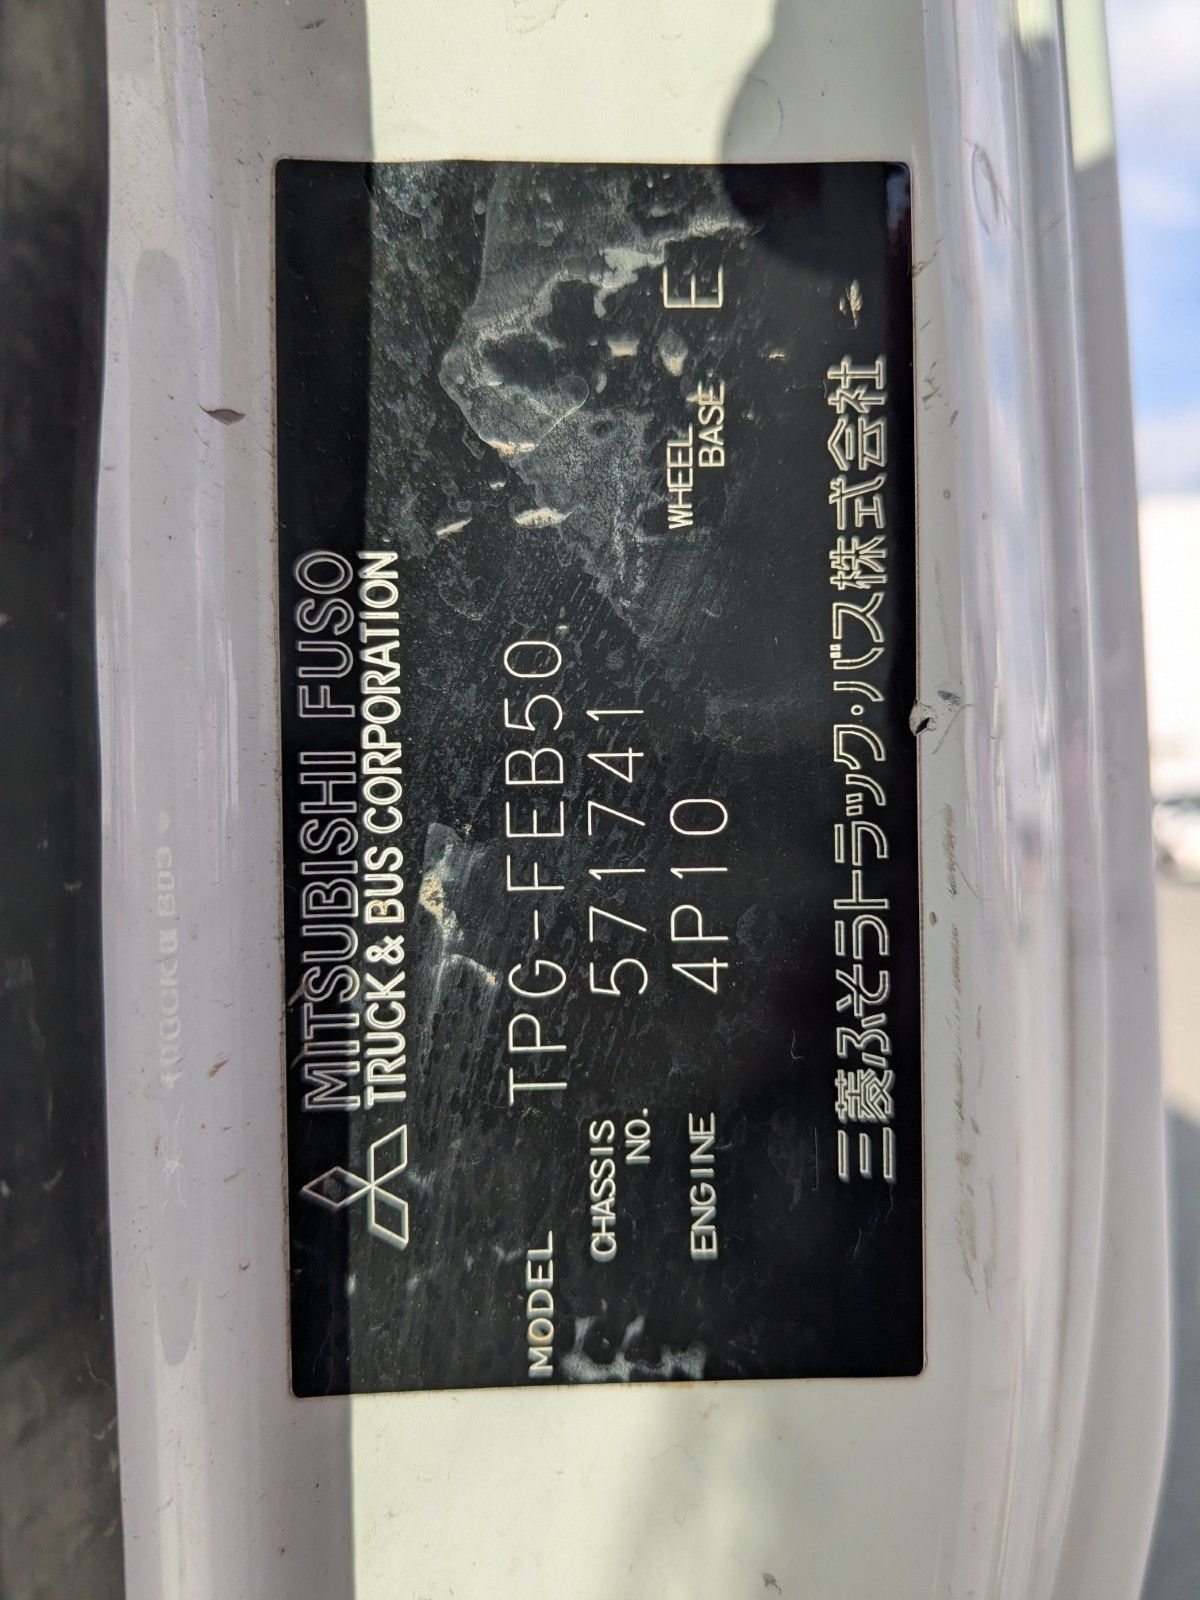 MITSUBISHI FUSO
TRUCK & BUS CORPORATION
MODEL TPG-FEB50
CHASSIS NO. 571741
ENGINE 4P10 WHEEL BASE E
三菱ふそうトラック・バス株式会社